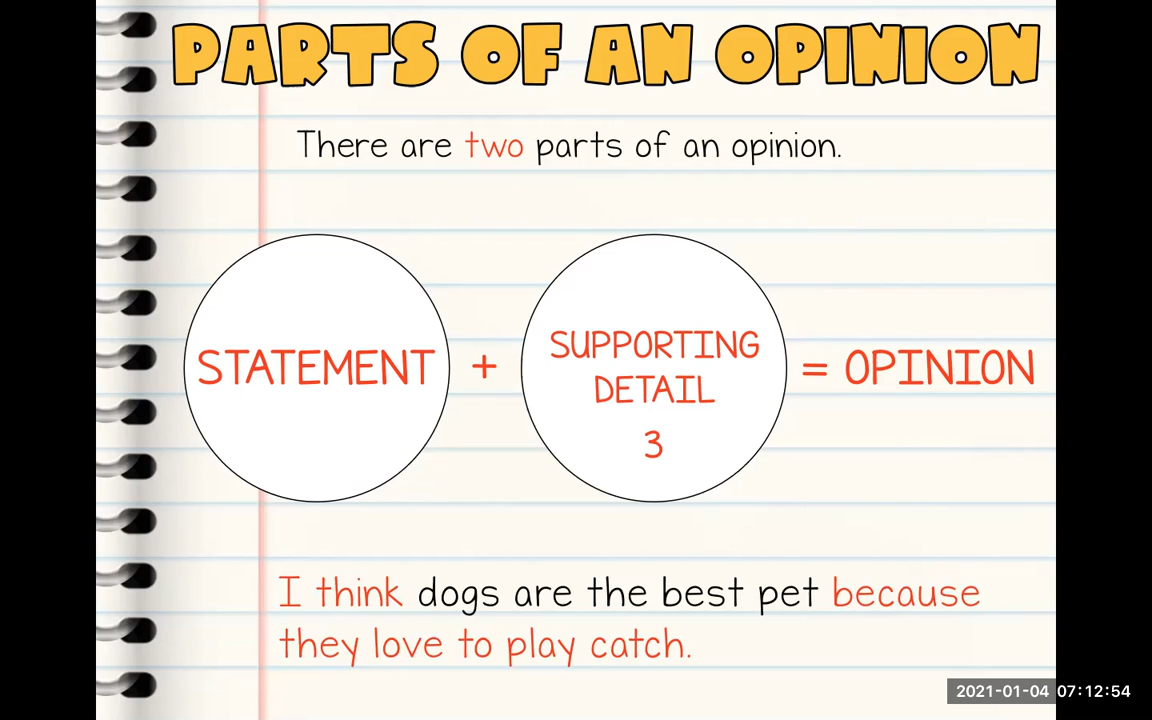 PARTS OF AN OPINION
There are two parts of an opinion.
STATEMENT + SUPPORTING DETAIL 3 = OPINION
I think dogs are the best pet because
they love to play catch.
2021-01-04 07:12:54